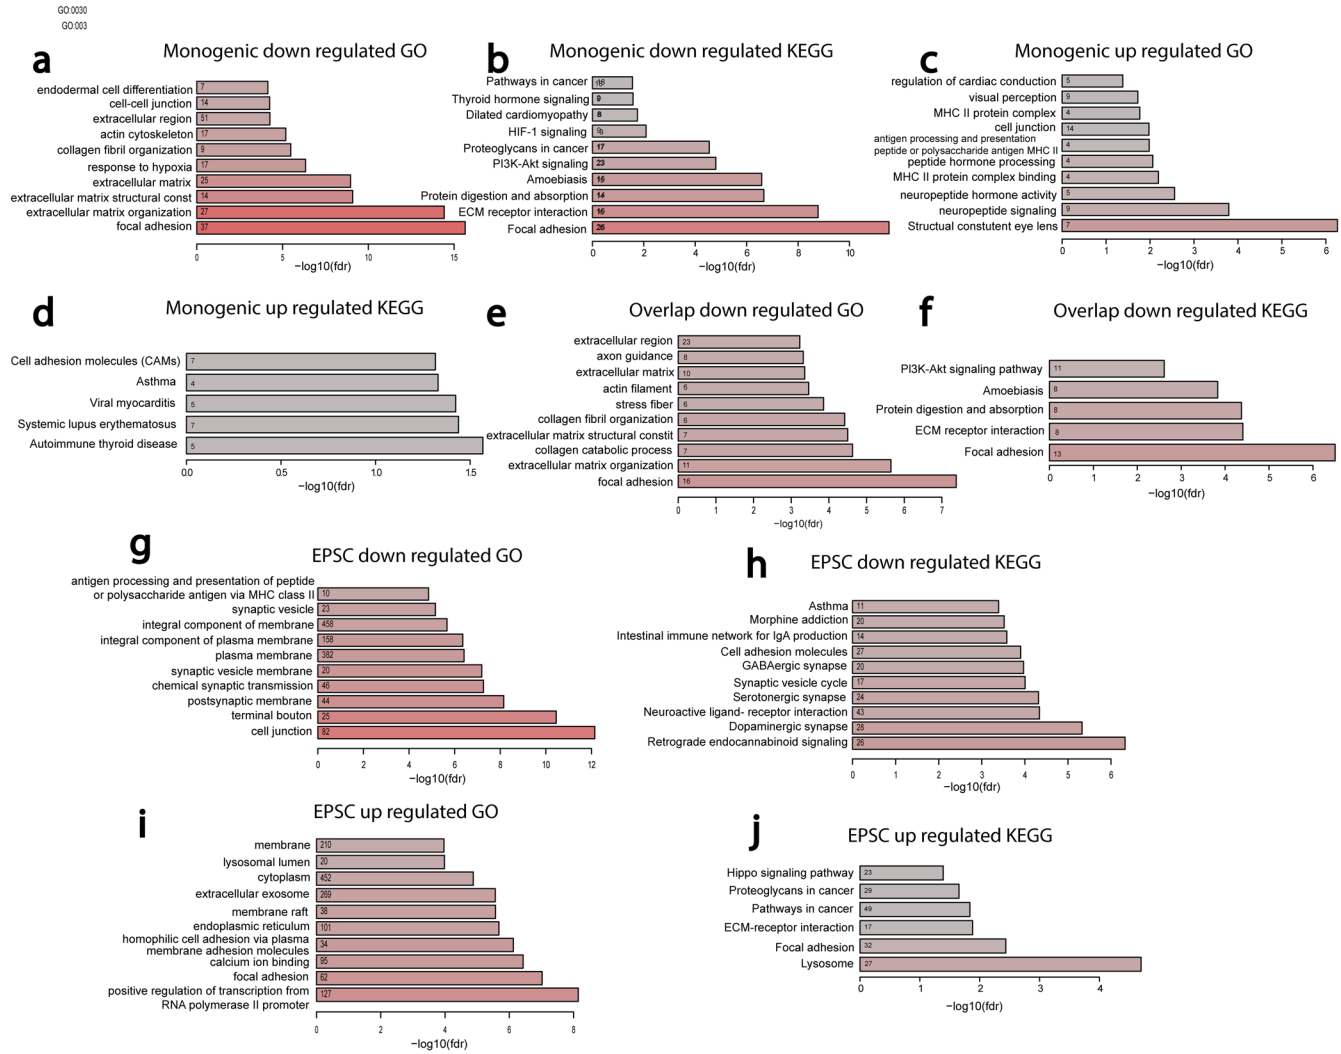 GO:0030
GO:003
a
Monogenic down regulated GO
endodermal cell differentiation 7
cell-cell junction 14
extracellular region 51
actin cytoskeleton 17
collagen fibril organization 9
response to hypoxia 17
extracellular matrix 25
extracellular matrix structural const 14
extracellular matrix organization 27
focal adhesion 37
0 5 10 15
−log10(fdr)
b
Monogenic down regulated KEGG
Pathways in cancer
Thyroid hormone signaling
Dilated cardiomyopathy 8
HIF-1 signaling
Proteoglycans in cancer 17
PI3K-Akt signaling 23
Amoebiasis
Protein digestion and absorption 14
ECM receptor interaction
Focal adhesion 26
0 2 4 6 8 10
−log10(fdr)
c
Monogenic up regulated GO
regulation of cardiac conduction 5
visual perception 9
MHC II protein complex 4
cell junction 14
antigen processing and presentation
peptide or polysaccharide antigen MHC II 4
peptide hormone processing 4
MHC II protein complex binding 4
neuropeptide hormone activity 5
neuropeptide signaling 9
Structual constutent eye lens 7
0 1 2 3 4 5 6
−log10(fdr)
d
Monogenic up regulated KEGG
Cell adhesion molecules (CAMs) 7
Asthma 4
Viral myocarditis 5
Systemic lupus erythematosus 7
Autoimmune thyroid disease 5
0.0 0.5 1.0 1.5
−log10(fdr)
e
Overlap down regulated GO
extracellular region 23
axon guidance 8
extracellular matrix 10
actin filament 6
stress fiber 6
collagen fibril organization 6
extracellular matrix structural constit 7
collagen catabolic process 7
extracellular matrix organization 11
focal adhesion 16
0 1 2 3 4 5 6 7
−log10(fdr)
f
Overlap down regulated KEGG
PI3K-Akt signaling pathway 11
Amoebiasis 8
Protein digestion and absorption 8
ECM receptor interaction 8
Focal adhesion 13
0 1 2 3 4 5 6
−log10(fdr)
g
EPSC down regulated GO
antigen processing and presentation of peptide
or polysaccharide antigen via MHC class II 10
synaptic vesicle 23
integral component of membrane 458
integral component of plasma membrane 158
plasma membrane 382
synaptic vesicle membrane 20
chemical synaptic transmission 46
postsynaptic membrane 44
terminal bouton 25
cell junction 82
0 2 4 6 8 10 12
−log10(fdr)
h
EPSC down regulated KEGG
Asthma 11
Morphine addiction 20
Intestinal immune network for IgA production 14
Cell adhesion molecules 27
GABAergic synapse 20
Synaptic vesicle cycle 17
Serotonergic synapse 24
Neuroactive ligand- receptor interaction 43
Dopaminergic synapse 28
Retrograde endocannabinoid signaling 26
0 1 2 3 4 5 6
−log10(fdr)
i
EPSC up regulated GO
membrane 210
lysosomal lumen 20
cytoplasm 452
extracellular exosome 269
membrane raft 38
endoplasmic reticulum 101
homophilic cell adhesion via plasma
membrane adhesion molecules 34
calcium ion binding 95
focal adhesion 62
positive regulation of transcription from
RNA polymerase II promoter 127
0 2 4 6 8
−log10(fdr)
j
EPSC up regulated KEGG
Hippo signaling pathway 23
Proteoglycans in cancer 29
Pathways in cancer 49
ECM-receptor interaction 17
Focal adhesion 32
Lysosome 27
0 1 2 3 4
−log10(fdr)